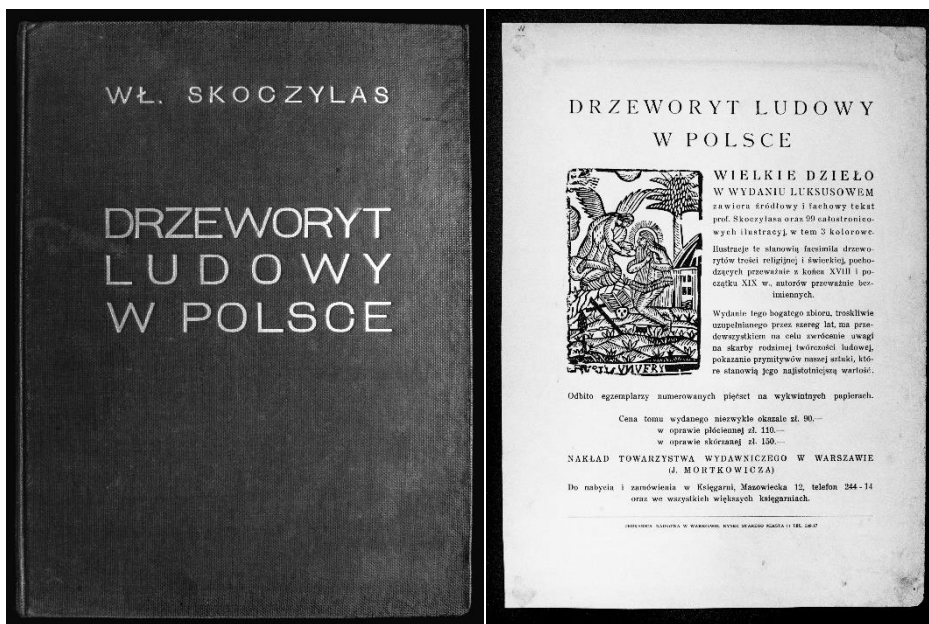 WŁ. SKOCZYLAS
DRZEWORYT
LUDOWY
W POLSCE
DRZEWORYT LUDOWY
W POLSCE
WIELKIE DZIEŁO
W WYDANIU LUKSUSOWEM
zawiera źródłowy i fachowy tekst
prof. Skoczylasa oraz 99 całostronico-
wych ilustracyj, w tem 3 kolorowe.
Ilustracje te stanowią facsimila drzewo-
rytów treści religijnej i świeckiej, pocho-
dzących przeważnie z końca XVIII i po-
czątku XIX w., autorów przeważnie bez-
imiennych.
Wydanie tego bogatego zbioru, troskliwie
uzupełnianego przez szereg lat, ma prze-
dewszystkiem na celu zwrócenie uwagi
na skarby rodzimej twórczości ludowej,
pokazanie prymitywów naszej sztuki, któ-
re stanowią jego najistotniejszą wartość.
Odbito egzemplarzy numerowanych pięćset na wykwintnych papierach.
Cena tomu wydanego niezwykle okazale zł. 90.—
w oprawie płóciennej zł. 110.—
w oprawie skórzanej zł. 150.—
NAKŁAD TOWARZYSTWA WYDAWNICZEGO W WARSZAWIE
(J. MORTKOWICZA)
Do nabycia i zamówienia w Księgarni, Mazowiecka 12, telefon 244-14
oraz we wszystkich większych księgarniach.
W WARSZAWIE, RYNEK STAREGO MIASTA 11 TEL.